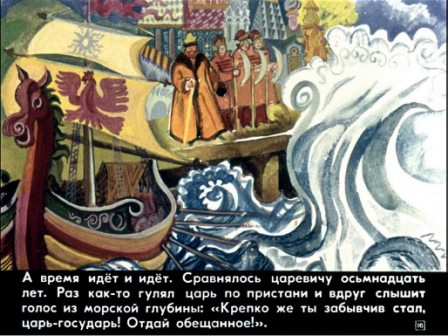 А время идёт и идёт. Сравнялось царевичу осьмнадцать
лет. Раз как-то гулял царь по пристани и вдруг слышит
голос из морской глубины: «Крепко же ты забывчив стал,
царь-государь! Отдай обещанное!».
16